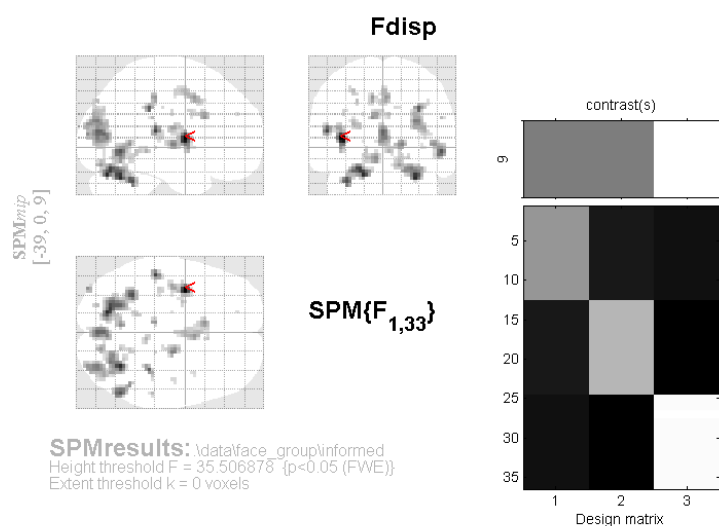 Fdisp
SPMmip
[-39, 0, 9]
<
<
<
SPM{F1,33}
contrast(s)
9
5
10
15
20
25
30
35
1 2 3
Design matrix
SPMresults: .\data\face_group\informed
Height threshold F = 35.506878 {p<0.05 (FWE)}
Extent threshold k = 0 voxels